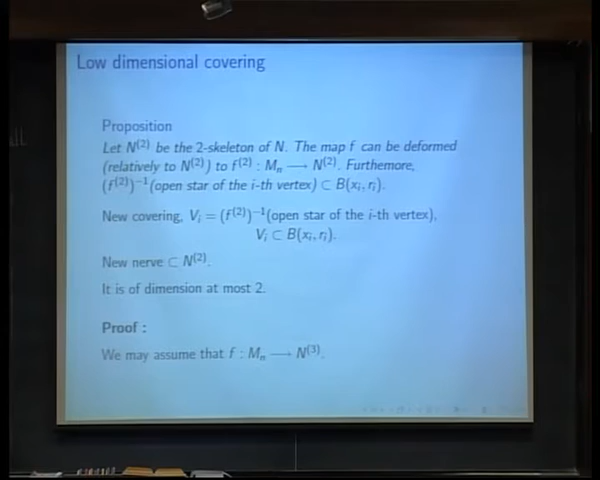 Low dimensional covering
Proposition
Let N⁽²⁾ be the 2-skeleton of N. The map f can be deformed
(relatively to N⁽²⁾) to f⁽²⁾ : Mₙ ⟶ N⁽²⁾. Furthemore,
(f⁽²⁾)⁻¹(open star of the i-th vertex) ⊂ B(xᵢ, rᵢ).
New covering, Vᵢ = (f⁽²⁾)⁻¹(open star of the i-th vertex),
Vᵢ ⊂ B(xᵢ, rᵢ).
New nerve ⊂ N⁽²⁾.
It is of dimension at most 2.
Proof :
We may assume that f : Mₙ ⟶ N⁽³⁾.